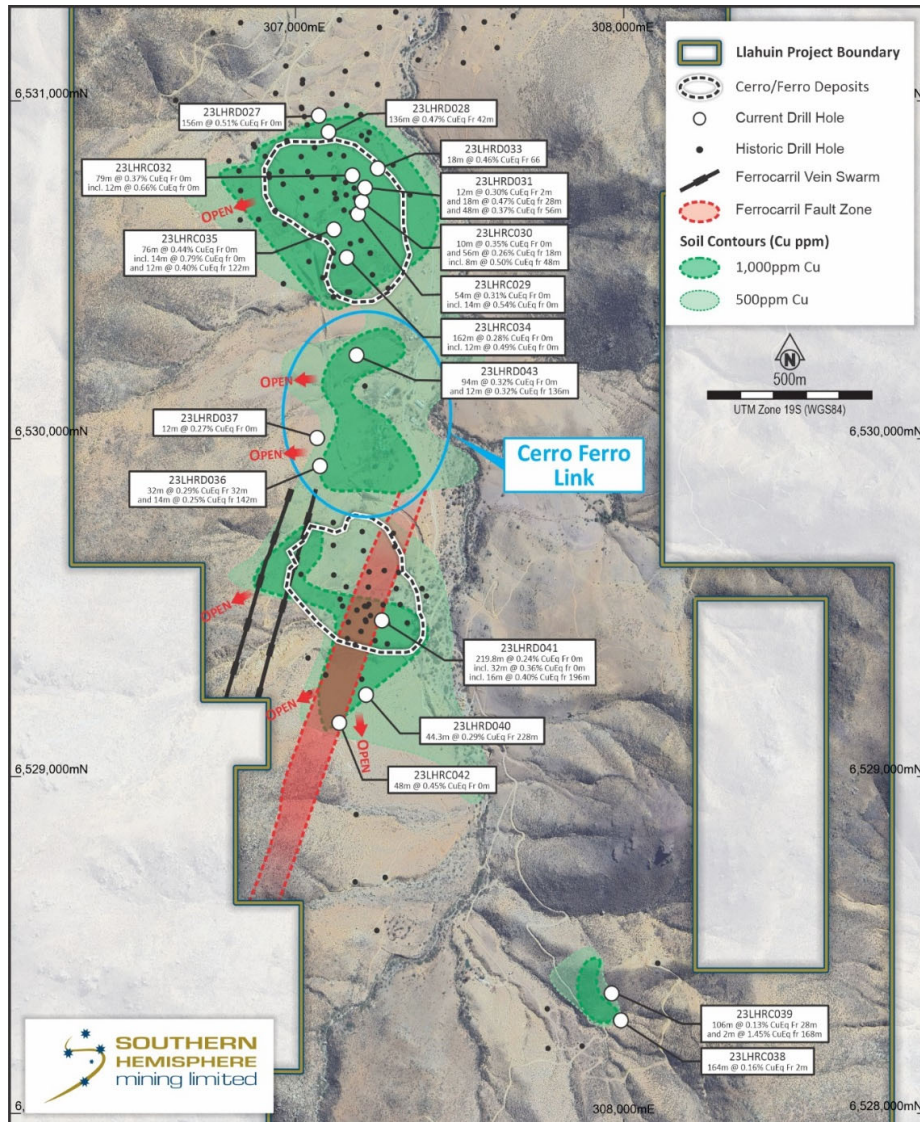 307,000mE
308,000mE
6,531,000mN
Llahuin Project Boundary
Cerro/Ferro Deposits
Current Drill Hole
Historic Drill Hole
Ferrocarril Vein Swarm
Ferrocarril Fault Zone
Soil Contours (Cu ppm)
1,000ppm Cu
500ppm Cu
N
500m
UTM Zone 19S (WGS84)
23LHRD027
156m @ 0.51% CuEq Fr 0m
23LHRD028
136m @ 0.47% CuEq Fr 42m
23LHRD033
18m @ 0.46% CuEq Fr 66
23LHRC032
79m @ 0.37% CuEq Fr 0m
incl. 12m @ 0.66% CuEq fr 0m
23LHRD031
12m @ 0.30% CuEq Fr 2m
and 18m @ 0.47% CuEq fr 28m
and 48m @ 0.37% CuEq fr 56m
OPEN
23LHRC030
10m @ 0.35% CuEq Fr 0m
and 56m @ 0.26% CuEq Fr 18m
incl. 8m @ 0.50% CuEq Fr 48m
23LHRC035
76m @ 0.44% CuEq Fr 0m
incl. 14m @ 0.79% CuEq fr 0m
and 12m @ 0.40% CuEq fr 122m
23LHRC029
54m @ 0.31% CuEq Fr 0m
incl. 14m @ 0.54% CuEq fr 0m
23LHRC034
162m @ 0.28% CuEq Fr 0m
incl. 12m @ 0.49% CuEq fr 0m
23LHRD043
94m @ 0.32% CuEq Fr 0m
and 12m @ 0.32% CuEq fr 136m
OPEN
23LHRD037
12m @ 0.27% CuEq Fr 0m
6,530,000mN
6,530,000mN
OPEN
Cerro Ferro
Link
23LHRD036
32m @ 0.29% CuEq Fr 32m
and 14m @ 0.25% CuEq fr 142m
OPEN
23LHRD041
219.8m @ 0.24% CuEq Fr 0m
incl. 32m @ 0.36% CuEq fr 0m
incl. 16m @ 0.40% CuEq fr 196m
OPEN
23LHRD040
44.3m @ 0.29% CuEq Fr 228m
OPEN
23LHRC042
48m @ 0.45% CuEq Fr 0m
6,529,000mN
6,529,000mN
23LHRC039
106m @ 0.13% CuEq Fr 28m
and 2m @ 1.45% CuEq fr 168m
23LHRC038
164m @ 0.16% CuEq Fr 2m
SOUTHERN
HEMISPHERE
mining limited
308,000mE
6,528,000mN